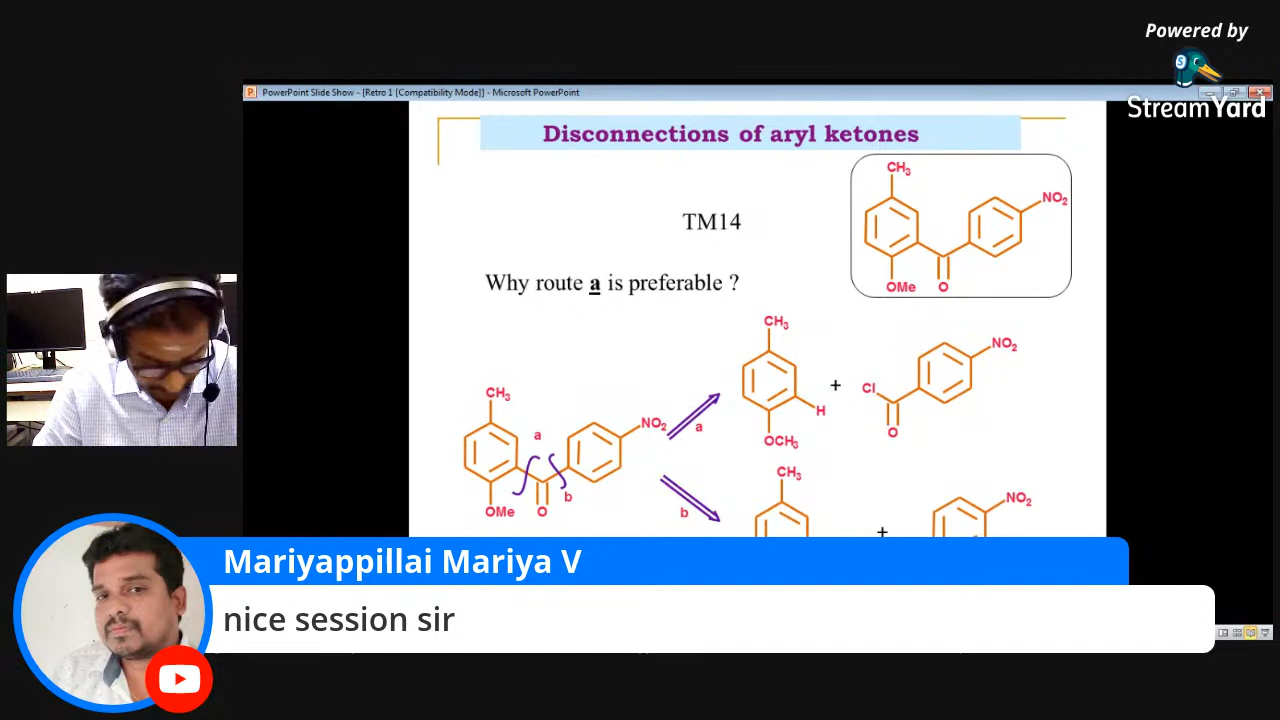 Powered by
StreamYard
PowerPoint Slide Show - [Retro 1 [Compatibility Mode]] - Microsoft PowerPoint
Disconnections of aryl ketones
CH3
NO2
OMe
O
TM14
Why route a is preferable ?
CH3
H
OCH3
+
Cl
O
NO2
CH3
a
NO2
b
OMe
O
a
b
CH3
+
NO2
Mariyappillai Mariya V
nice session sir